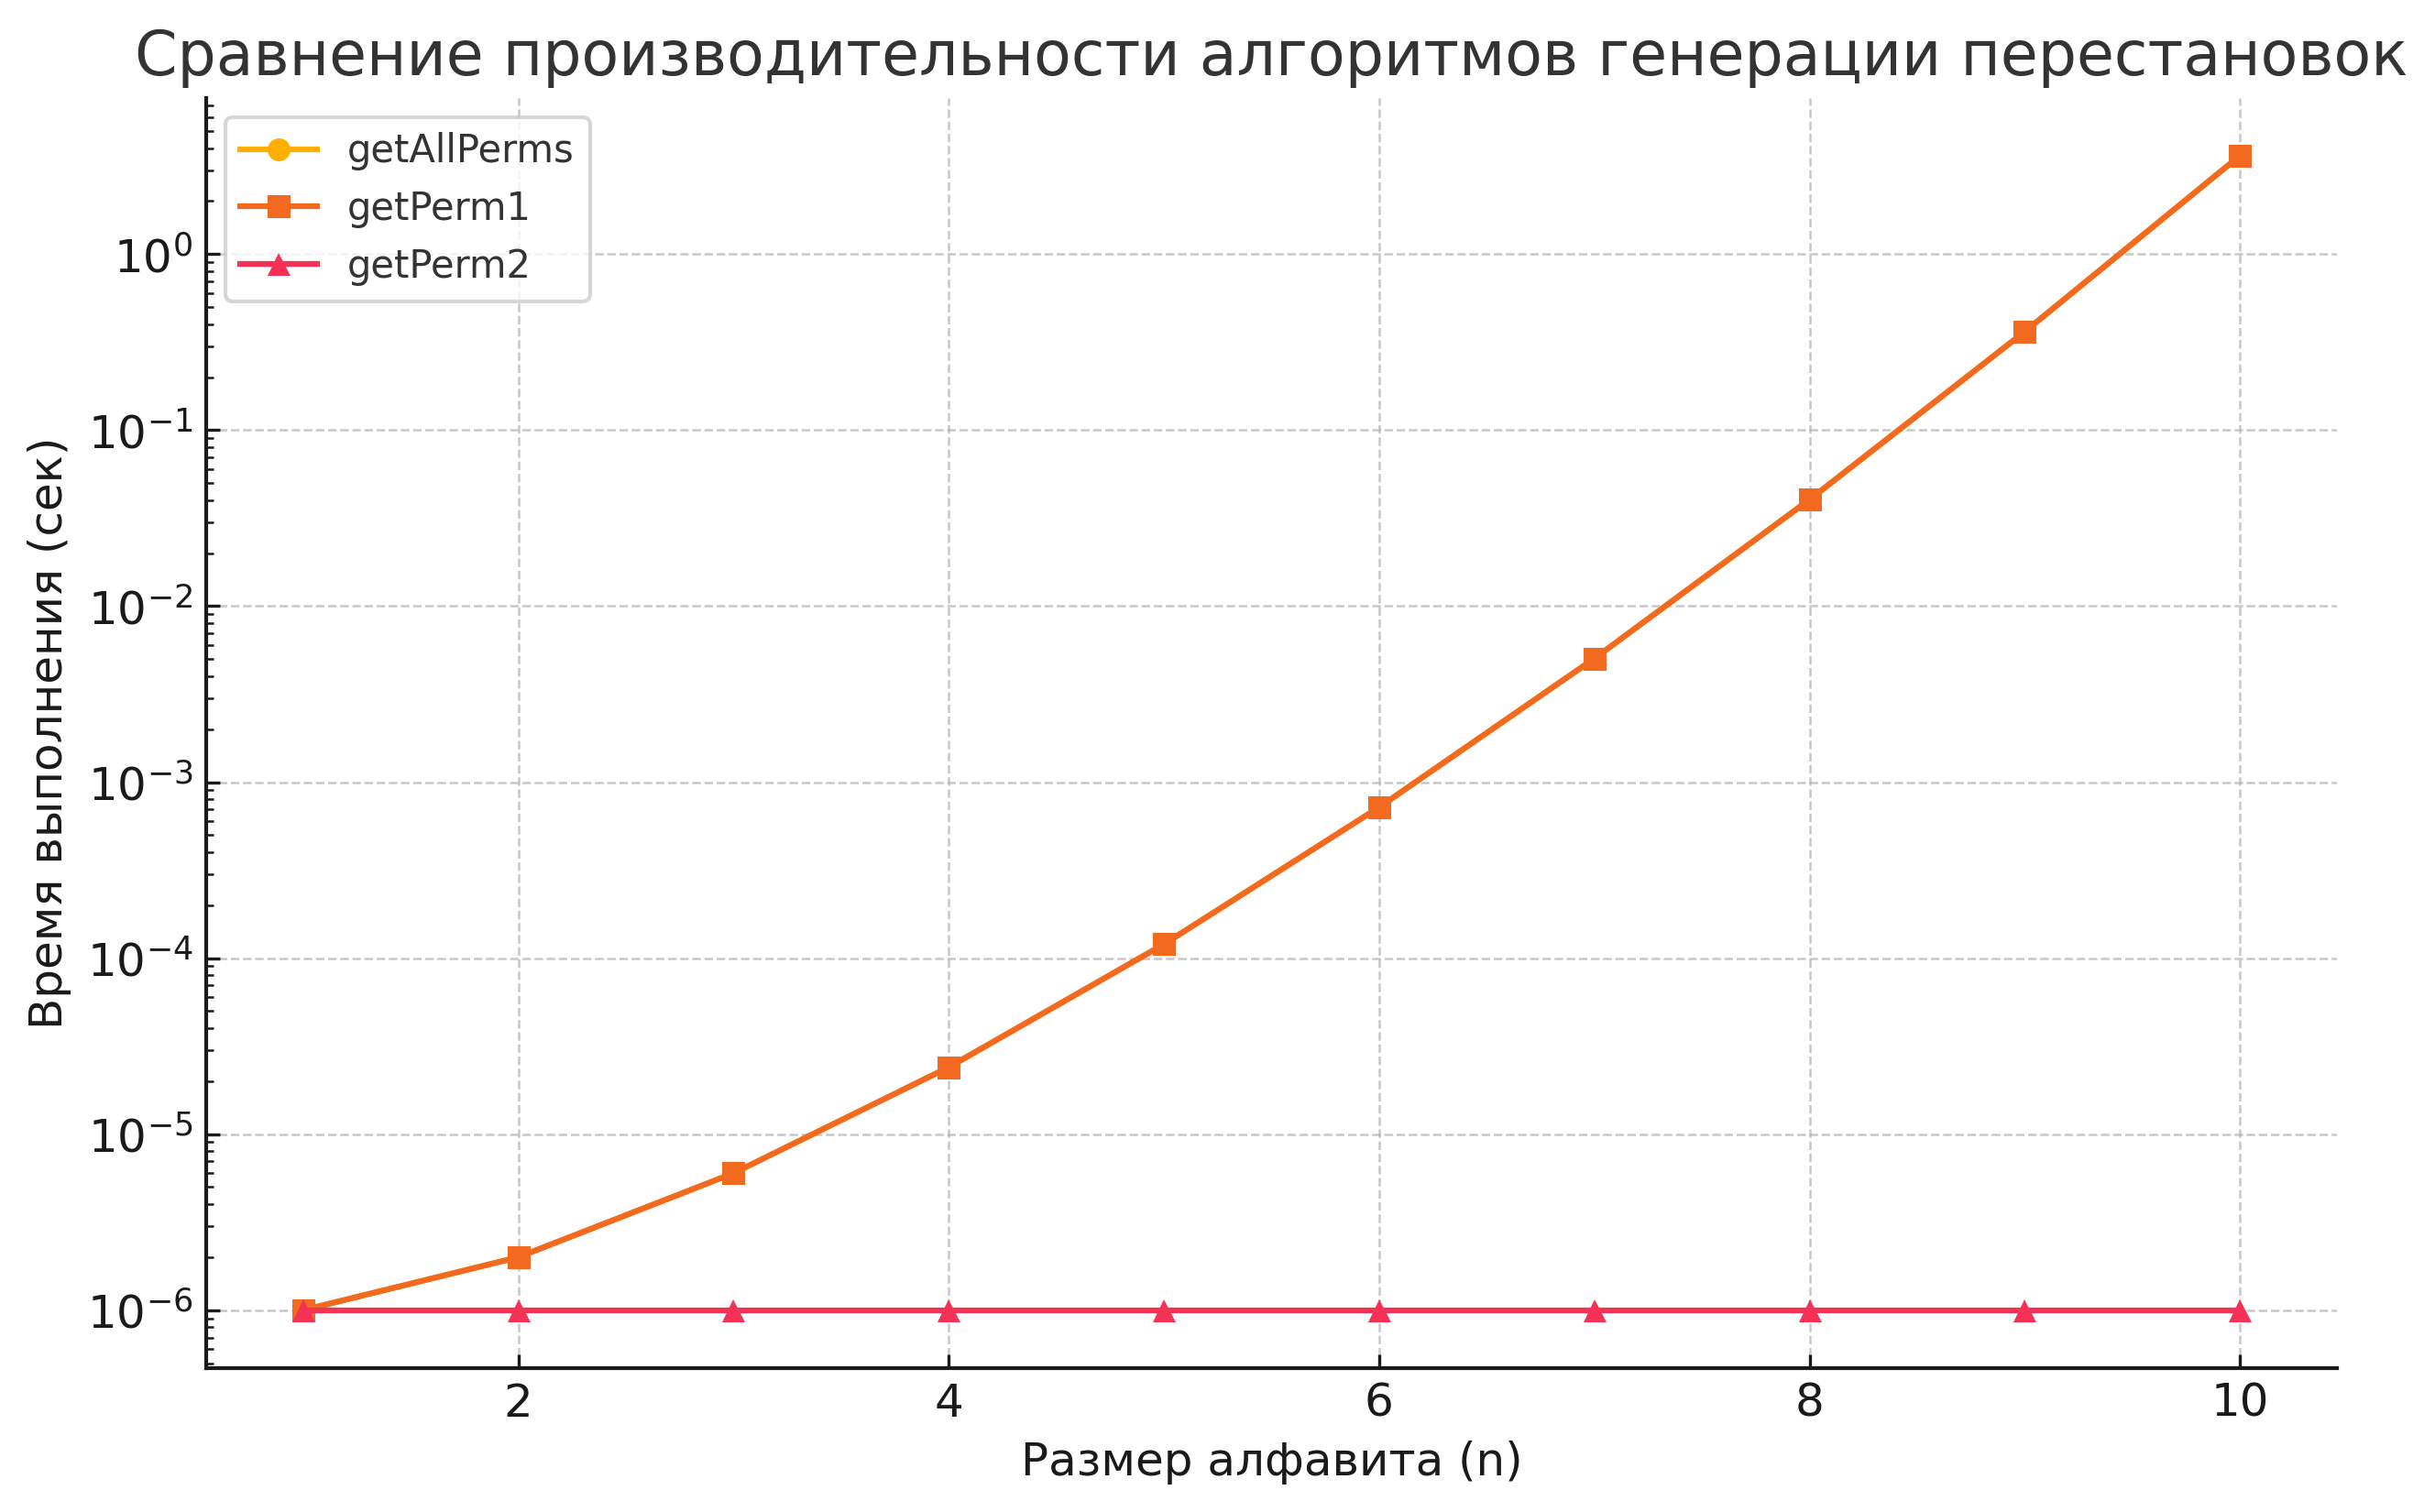 Сравнение производительности алгоритмов генерации перестановок
getAllPerms
getPerm1
getPerm2
10⁰
10⁻¹
10⁻²
10⁻³
10⁻⁴
10⁻⁵
10⁻⁶
Время выполнения (сек)
2 4 6 8 10
Размер алфавита (n)